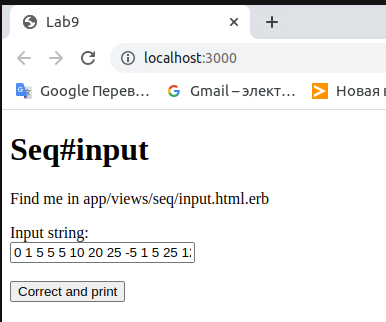 Lab9
localhost:3000
Google Перев…
Gmail – элект…
Новая
Seq#input
Find me in app/views/seq/input.html.erb
Input string:
0 1 5 5 5 10 20 25 -5 1 5 25
Correct and print